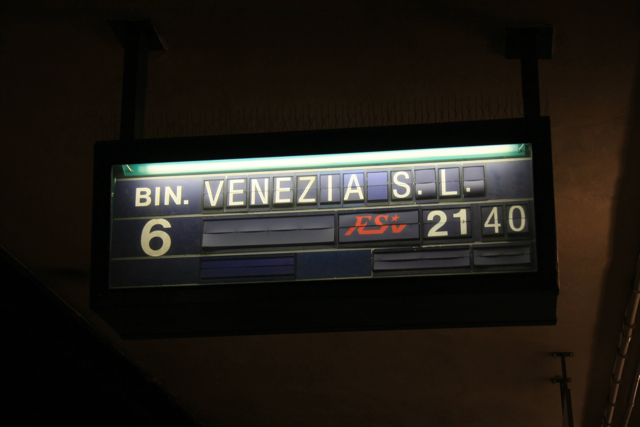 BIN. VENEZIA S. L.
6 ES* 21 40